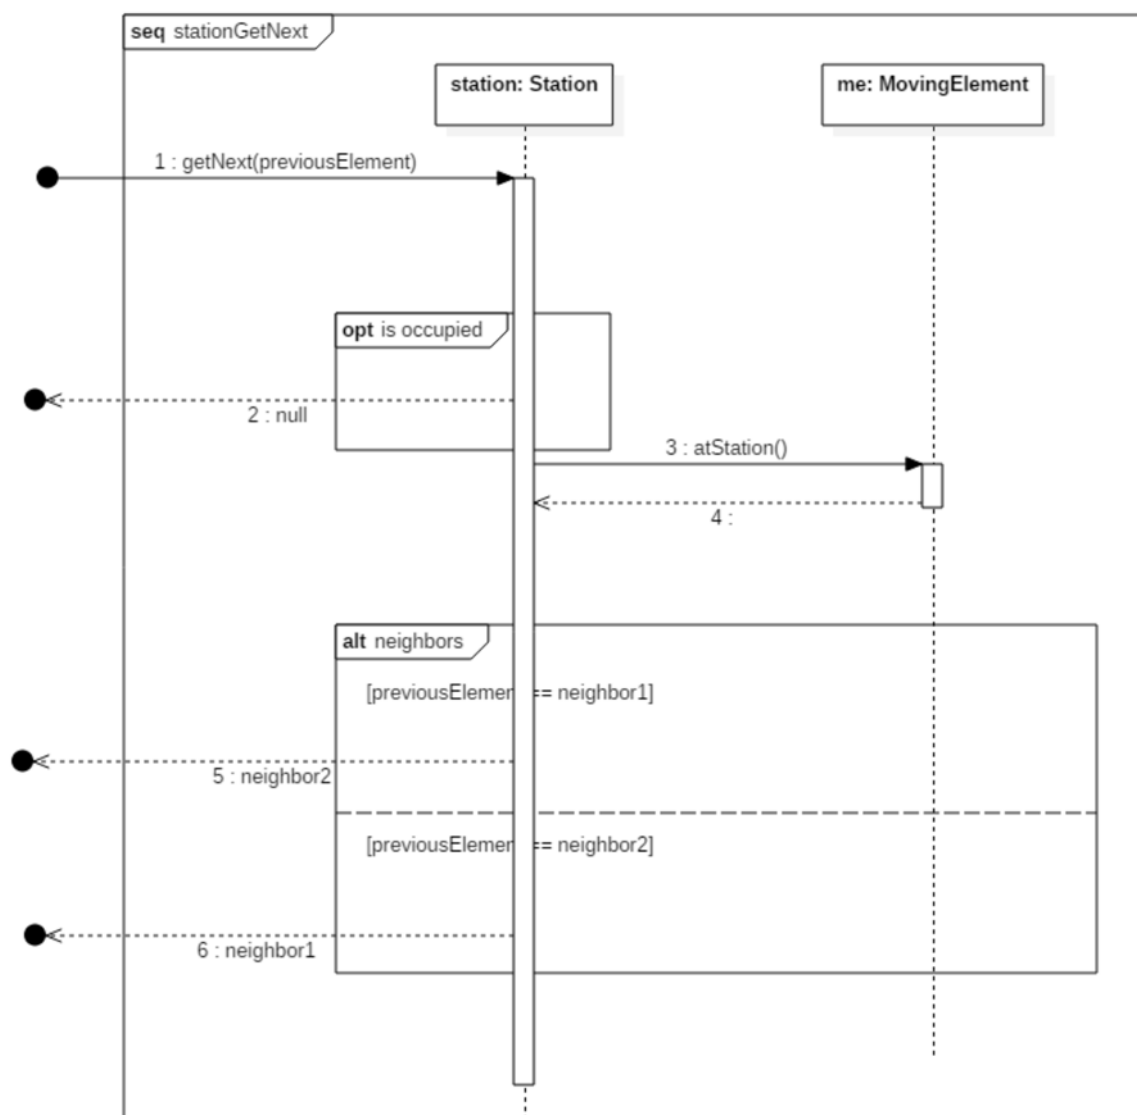 seq stationGetNext
station: Station
me: MovingElement
1 : getNext(previousElement)
opt is occupied
2 : null
3 : atStation()
4 :
alt neighbors
[previousElemen == neighbor1]
5 : neighbor2
[previousElemen == neighbor2]
6 : neighbor1